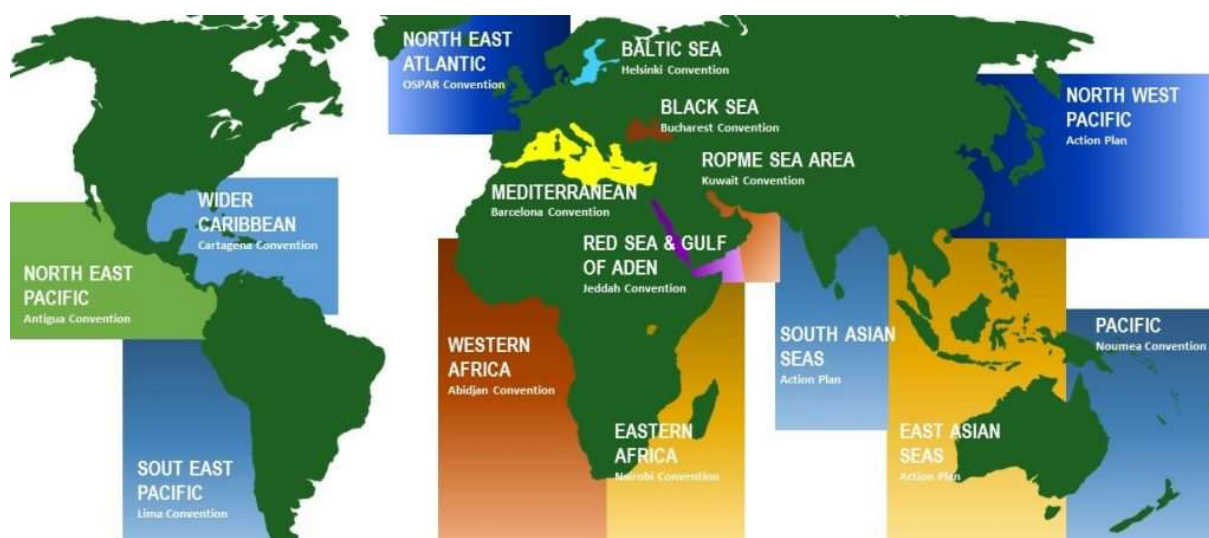 NORTH EAST
ATLANTIC
OSPAR Convention
BALTIC SEA
Helsinki Convention
BLACK SEA
Bucharest Convention
NORTH WEST
PACIFIC
Action Plan
ROPME SEA AREA
Kuwait Convention
MEDITERRANEAN
Barcelona Convention
WIDER
CARIBBEAN
Cartagena Convention
RED SEA & GULF
OF ADEN
Jeddah Convention
NORTH EAST
PACIFIC
Antigua Convention
WESTERN
AFRICA
Abidjan Convention
SOUTH ASIAN
SEAS
Action Plan
PACIFIC
Noumea Convention
EASTERN
AFRICA
Nairobi Convention
EAST ASIAN
SEAS
Action Plan
SOUT EAST
PACIFIC
Lima Convention